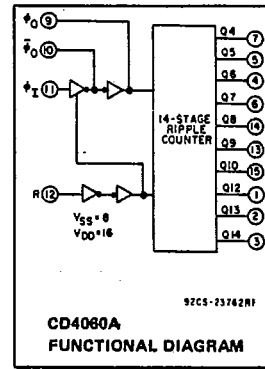 φO 9
φ̅O 10
φI 11
R 12
VSS=8
VDD=16
14-STAGE
RIPPLE
COUNTER
Q4 7
Q5 5
Q6 4
Q7 6
Q8 14
Q9 13
Q10 15
Q12 1
Q13 2
Q14 3
92CS-23762RF
CD4060A
FUNCTIONAL DIAGRAM